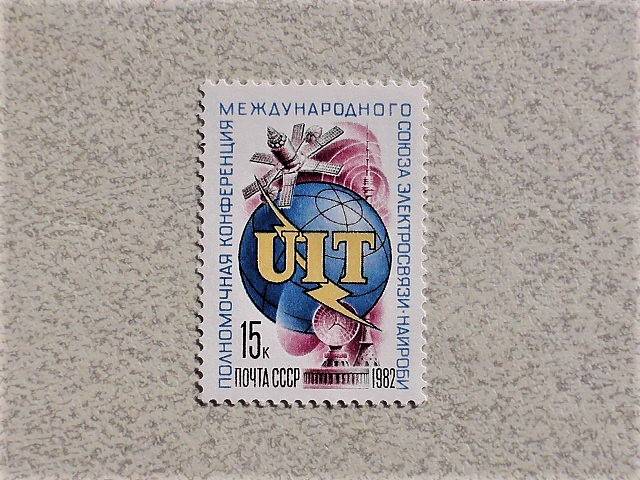 ПОЛНОМОЧНАЯ КОНФЕРЕНЦИЯ
МЕЖДУНАРОДНОГО
СОЮЗА ЭЛЕКТРОСВЯЗИ·НАЙРОБИ
UIT
15к
ПОЧТА СССР
1982